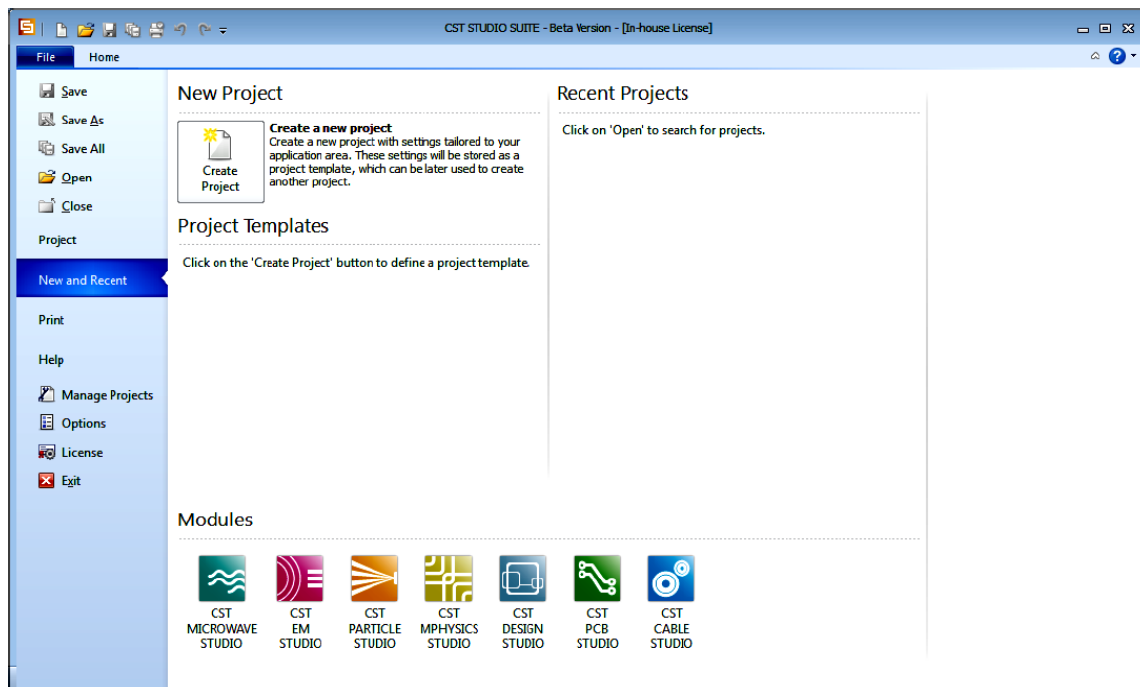 CST STUDIO SUITE - Beta Version - [In-house License]
File
Home
Save
Save As
Save All
Open
Close
Project
New and Recent
Print
Help
Manage Projects
Options
License
Exit
New Project
Create
Project
Create a new project
Create a new project with settings tailored to your
application area. These settings will be stored as a
project template, which can be later used to create
another project.
Project Templates
Click on the 'Create Project' button to define a project template.
Recent Projects
Click on 'Open' to search for projects.
Modules
CST
MICROWAVE
STUDIO
CST
EM
STUDIO
CST
PARTICLE
STUDIO
CST
MPHYSICS
STUDIO
CST
DESIGN
STUDIO
CST
PCB
STUDIO
CST
CABLE
STUDIO